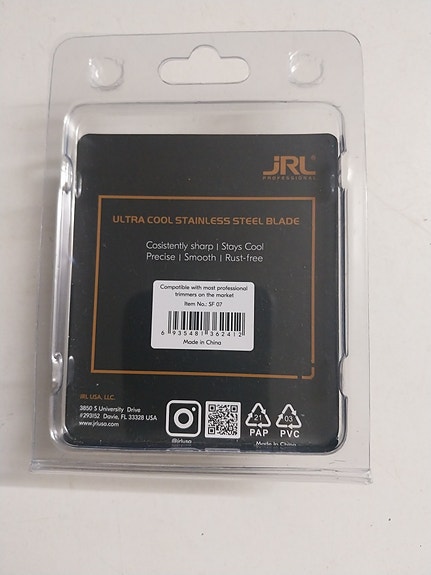 JRL®
PROFESSIONAL
ULTRA COOL STAINLESS STEEL BLADE
Cosistently sharp | Stays Cool
Precise | Smooth | Rust-free
Compatible with most professional
trimmers on the market
Item No.: SF 07
6 935481 362412
Made in China
JRL USA, LLC.
3850 S University Drive
#293152 Davie, FL 33328 USA
www.jrlusa.com
@jrlusa
21
PAP
03
PVC
Made In China